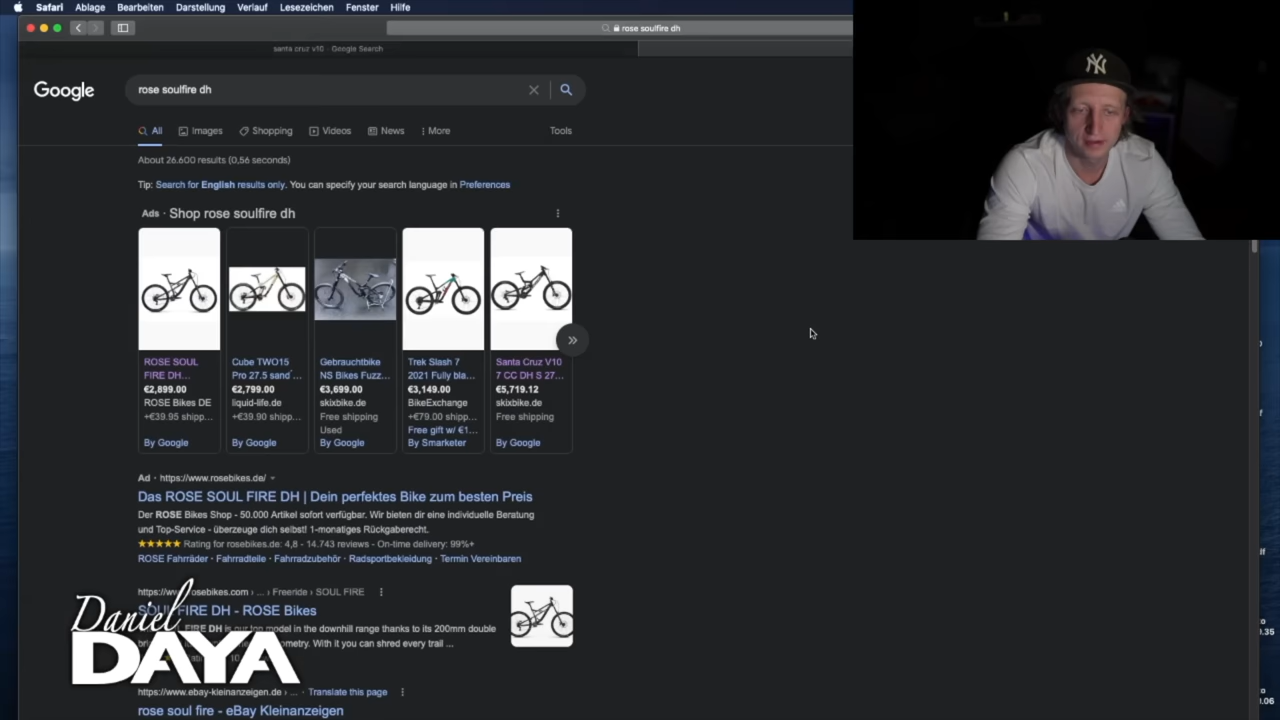 Safari Ablage Bearbeiten Darstellung Verlauf Lesezeichen Fenster Hilfe
rose soulfire dh
santa cruz v10 - Google Search
Google
rose soulfire dh
All Images Shopping Videos News More Tools
About 26.600 results (0,56 seconds)
Tip: Search for English results only. You can specify your search language in Preferences
Ads · Shop rose soulfire dh
ROSE SOUL
FIRE DH...
€2,899.00
ROSE Bikes DE
+€39.95 shipp...
By Google
Cube TWO15
Pro 27.5 sand ...
€2,799.00
liquid-life.de
+€39.90 shipp...
By Google
Gebrauchtbike
NS Bikes Fuzz...
€3,699.00
skixbike.de
Free shipping
Used
By Google
Trek Slash 7
2021 Fully bla...
€3,149.00
BikeExchange
+€79.00 shipp...
Free gift w/ €1...
By Smarketer
Santa Cruz V10
7 CC DH S 27...
€5,719.12
skixbike.de
Free shipping
By Google
Ad · https://www.rosebikes.de/
Das ROSE SOUL FIRE DH | Dein perfektes Bike zum besten Preis
Der ROSE Bikes Shop - 50.000 Artikel sofort verfügbar. Wir bieten dir eine individuelle Beratung
und Top-Service - überzeuge dich selbst! 1-monatiges Rückgaberecht.
Rating for rosebikes.de: 4,8 - 14.743 reviews - On-time delivery: 99%+
ROSE Fahrräder · Fahrradteile · Fahrradzubehör · Radsportbekleidung · Termin Vereinbaren
https://ww osebikes.com › ... › Freeride › SOUL FIRE
SOUL FIRE DH - ROSE Bikes
FIRE DH is our top model in the downhill range thanks to its 200mm double
ometry. With it you can shred every trail ...
https://www.ebay-kleinanzeigen.de › ... · Translate this page
rose soul fire - eBay Kleinanzeigen
Daniel
DAYA
NY